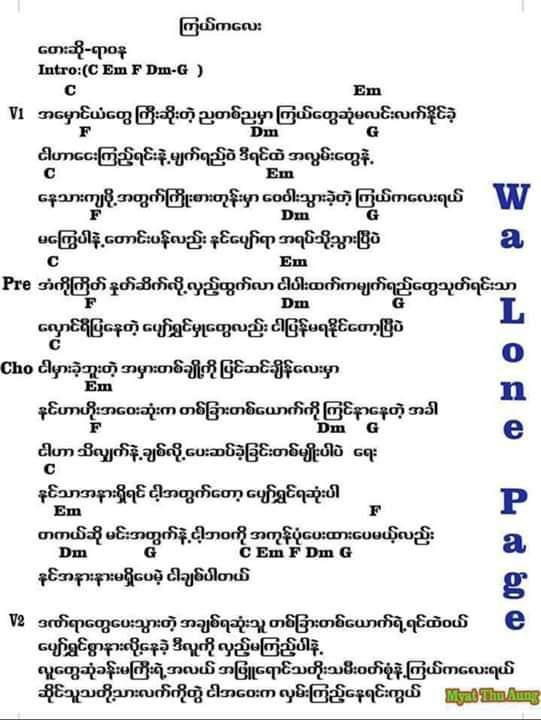 ကြယ်ကလေး
တေးဆို-ရာဝန
Intro:(C Em F Dm-G )
C Em
V1 အမှောင်ယံတွေ ကြီးဆိုးတဲ့ ညတစ်ညမှာ ကြယ်တွေဆုံမလင်းလက်နိုင်ခဲ့
F Dm G
ငါဟာငေးကြည့်ရင်းနဲ့မျက်ရည်ဝဲ ဒီရင်ထဲ အလွမ်းတွေနဲ့
C Em
နေသားကျဖို့အတွက်ကြိုးစားတုန်းမှာ ဝေဝါးသွားခဲ့တဲ့ ကြယ်ကလေးရယ်
F Dm G
မကြွေပါနဲ့တောင်းပန်လည်း နင်ပျော်ရာ အရပ်သို့သွားပြီပဲ
C Em
Pre အံကိုကြိတ် နှုတ်ဆိတ်လို့လှည့်ထွက်လာ ငါပါးထက်ကမျက်ရည်တွေသုတ်ရင်းသာ
F Dm G
လှောင်ရီပြနေတဲ့ ပျော်ရွှင်မှုတွေလည်း ငါပြန်မရနိုင်တော့ပြီပဲ
C
Cho ငါမှားခဲ့ဘူးတဲ့ အမှားတစ်ချို့ကို ပြင်ဆင်ချိန်လေးမှာ
Em
နင်ဟာဟိုးအဝေးဆုံးက တစ်ခြားတစ်ယောက်ကို ကြင်နာနေတဲ့ အခါ
F Dm G
ငါဟာ သိလျှက်နဲ့ချစ်လို့ပေးဆပ်ခဲ့ခြင်းတစ်မျိုးပါပဲ ရေး
C
နင်သာအနားရှိရင် ငါ့အတွက်တော့ ပျော်ရွှင်ရဆုံးပါ
Em F
တကယ်ဆို မင်းအတွက်နဲ့ငါ့ဘဝကို အကုန်ပုံပေးထားပေမယ့်လည်း
Dm G C Em F Dm G
နင်အနားနားမရှိပေမဲ့ ငါချစ်ပါတယ်
V2 ဒဏ်ရာတွေပေးသွားတဲ့ အချစ်ရဆုံးသူ တစ်ခြားတစ်ယောက်ရဲ့ရင်ထဲဝယ်
ပျော်ရွှင်စွာနားလို့နေခဲ့ ဒီလူကို လှည့်မကြည့်ပါနဲ့
လူတွေဆုံခန်းမကြီးရဲ့အလယ် အဖြူရောင်သတိုးသမီးဝတ်စုံနဲ့ကြယ်ကလေးရယ်
ဆိုင်သူသတို့သားလက်ကိုတွဲ ငါအဝေးက လှမ်းကြည့်နေရင်းကွယ်
Wa Lone Page
Myat Thu Aung